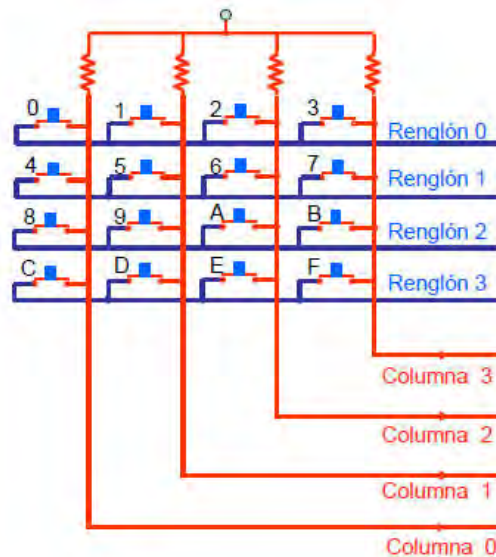 0 1 2 3
Renglón 0
4 5 6 7
Renglón 1
8 9 A B
Renglón 2
C D E F
Renglón 3
Columna 3
Columna 2
Columna 1
Columna 0